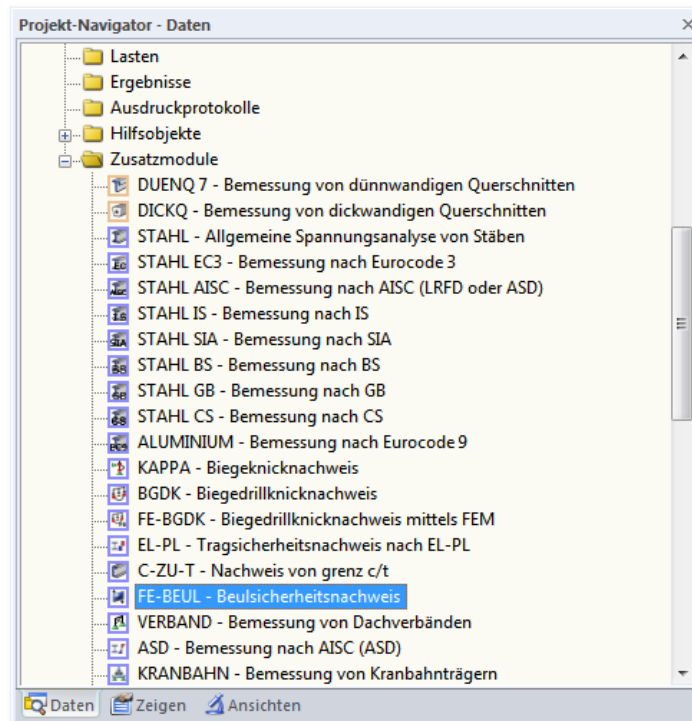 Projekt-Navigator - Daten
Lasten
Ergebnisse
Ausdruckprotokolle
Hilfsobjekte
Zusatzmodule
DUENQ 7 - Bemessung von dünnwandigen Querschnitten
DICKQ - Bemessung von dickwandigen Querschnitten
STAHL - Allgemeine Spannungsanalyse von Stäben
STAHL EC3 - Bemessung nach Eurocode 3
STAHL AISC - Bemessung nach AISC (LRFD oder ASD)
STAHL IS - Bemessung nach IS
STAHL SIA - Bemessung nach SIA
STAHL BS - Bemessung nach BS
STAHL GB - Bemessung nach GB
STAHL CS - Bemessung nach CS
ALUMINIUM - Bemessung nach Eurocode 9
KAPPA - Biegeknicknachweis
BGDK - Biegedrillknicknachweis
FE-BGDK - Biegedrillknicknachweis mittels FEM
EL-PL - Tragsicherheitsnachweis nach EL-PL
C-ZU-T - Nachweis von grenz c/t
FE-BEUL - Beulsicherheitsnachweis
VERBAND - Bemessung von Dachverbänden
ASD - Bemessung nach AISC (ASD)
KRANBAHN - Bemessung von Kranbahnträgern
Daten Zeigen Ansichten